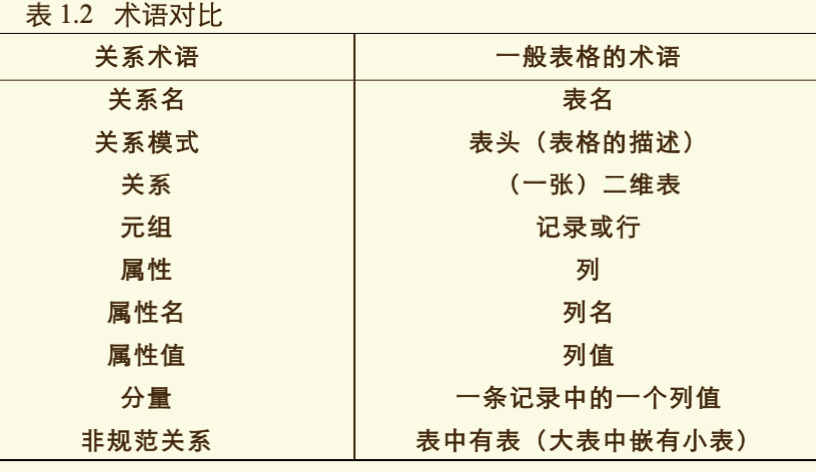 表 1.2 术语对比
关系术语 一般表格的术语
关系名 表名
关系模式 表头（表格的描述）
关系 （一张）二维表
元组 记录或行
属性 列
属性名 列名
属性值 列值
分量 一条记录中的一个列值
非规范关系 表中有表（大表中嵌有小表）